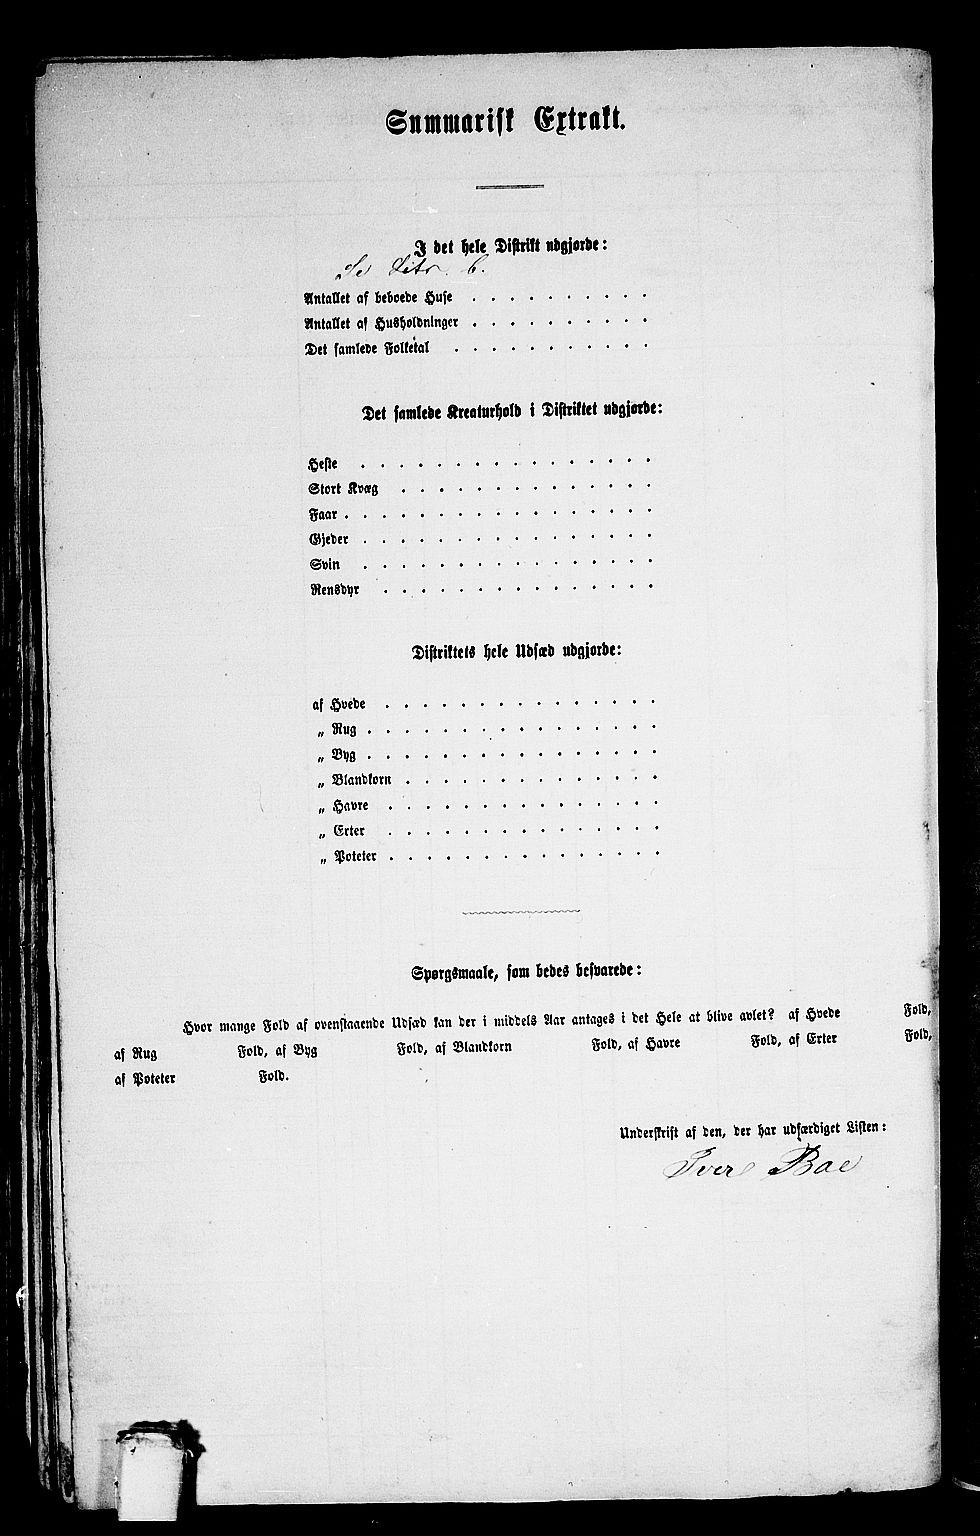 Summarisk Extrakt.
I det hele Distrikt udgjorde:
Se Litr. C.
Antallet af beboede Huse . . . . . . . . . .
Antallet af Husholdninger . . . . . . . . . .
Det samlede Folketal . . . . . . . . . . .
Det samlede Kreaturhold i Distriktet udgjorde:
Heste . . . . . . . . . . . . . . . .
Stort Kvæg . . . . . . . . . . . . . .
Faar . . . . . . . . . . . . . . . . .
Gjeder . . . . . . . . . . . . . . . .
Svin . . . . . . . . . . . . . . . .
Rensdyr . . . . . . . . . . . . . . .
Distriktets hele Udsæd udgjorde:
af Hvede . . . . . . . . . . . . . . .
„ Rug . . . . . . . . . . . . . . . .
„ Byg . . . . . . . . . . . . . . . .
„ Blandkorn . . . . . . . . . . . . . .
„ Havre . . . . . . . . . . . . . . .
„ Erter . . . . . . . . . . . . . . .
„ Poteter . . . . . . . . . . . . . . .
Spørgsmaale, som bedes besvarede:
Hvor mange Fold af ovenstaaende Udsæd kan der i middels Aar antages i det Hele at blive avlet? af Hvede Fold,
af Rug Fold, af Byg Fold, af Blandkorn Fold, af Havre Fold, af Erter Fold,
af Poteter Fold.
Underskrift af den, der har udfærdiget Listen:
Iver Boe